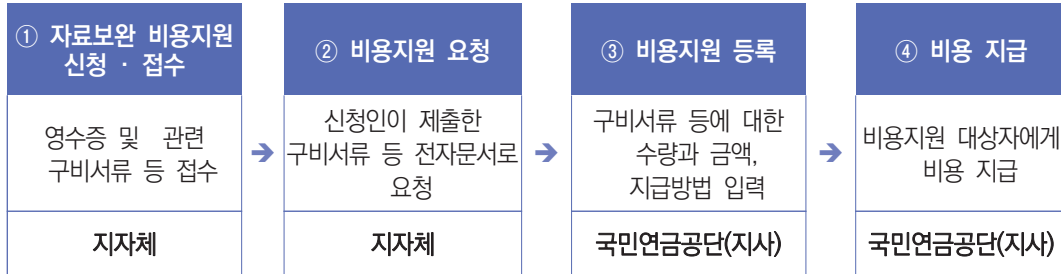 ① 자료보완 비용지원
신청 · 접수
영수증 및 관련
구비서류 등 접수
지자체
➔
② 비용지원 요청
신청인이 제출한
구비서류 등 전자문서로
요청
지자체
➔
③ 비용지원 등록
구비서류 등에 대한
수량과 금액,
지급방법 입력
국민연금공단(지사)
➔
④ 비용 지급
비용지원 대상자에게
비용 지급
국민연금공단(지사)